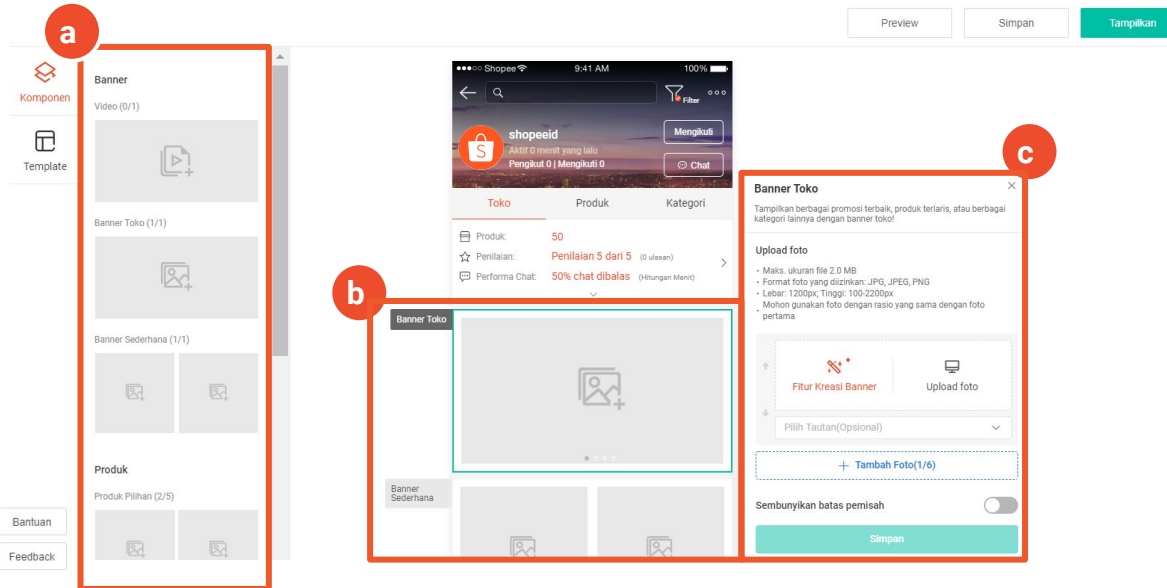 Preview
Simpan
Tampilkan
a
Komponen
Template
Banner
Video (0/1)
Banner Toko (1/1)
Banner Sederhana (1/1)
Produk
Produk Pilihan (2/5)
Bantuan
Feedback
Shopee
9:41 AM
100%
Filter
shopeeid
Aktif 0 menit yang lalu
Pengikut 0 | Mengikuti 0
Mengikuti
Chat
Toko
Produk
Kategori
Produk:
50
Penilaian:
Penilaian 5 dari 5
(0 ulasan)
Performa Chat:
50% chat dibalas
(Hitungan Menit)
b
Banner Toko
Banner
Sederhana
c
Banner Toko
Tampilkan berbagai promosi terbaik, produk terlaris, atau berbagai
kategori lainnya dengan banner toko!
Upload foto
• Maks. ukuran file 2.0 MB
• Format foto yang diizinkan: JPG, JPEG, PNG
• Lebar: 1200px; Tinggi: 100-2200px
• Mohon gunakan foto dengan rasio yang sama dengan foto
pertama
Fitur Kreasi Banner
Upload foto
Pilih Tautan(Opsional)
+ Tambah Foto(1/6)
Sembunyikan batas pemisah
Simpan